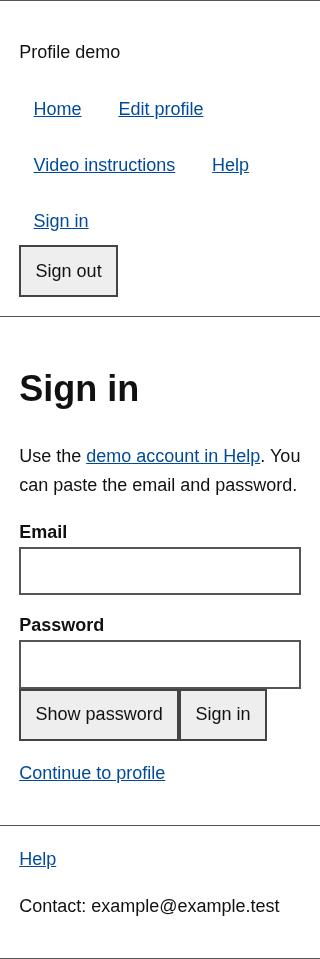 Profile demo
Home Edit profile
Video instructions Help
Sign in
Sign out
Sign in
Use the demo account in Help. You
can paste the email and password.
Email
Password
Show password Sign in
Continue to profile
Help
Contact: example@example.test